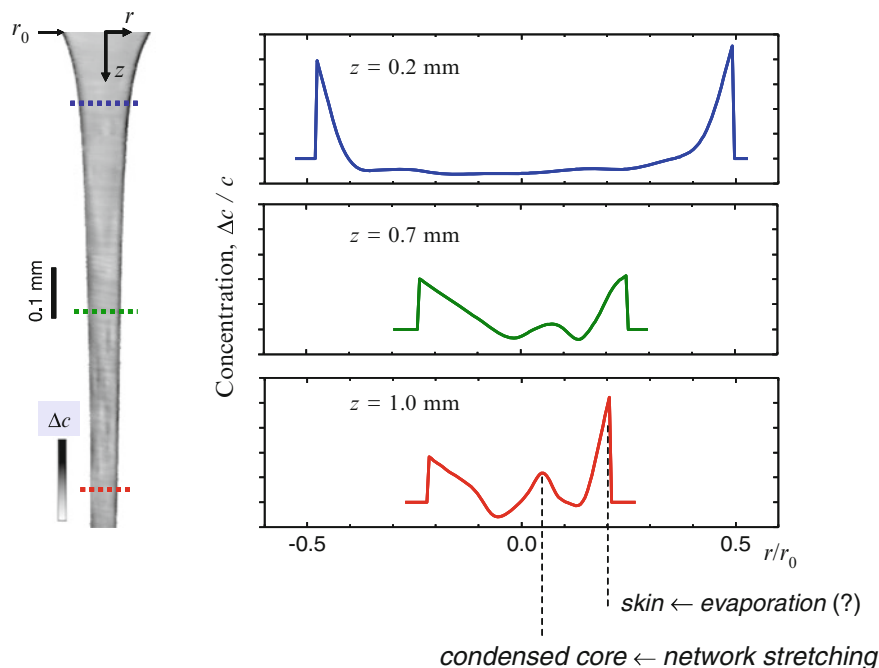 r₀
r
z
0.1 mm
Δc
Concentration, Δc / c
z = 0.2 mm
z = 0.7 mm
z = 1.0 mm
-0.5
0.0
0.5
r/r₀
skin ← evaporation (?)
condensed core ← network stretching